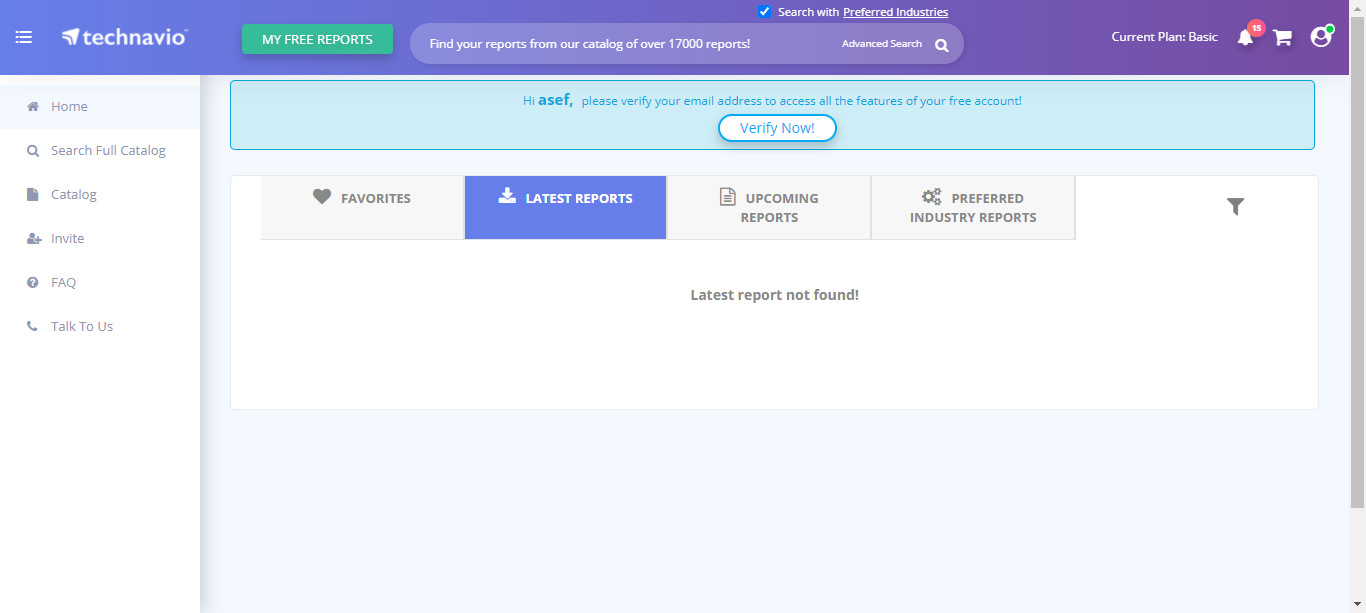 Search with Preferred Industries
technavio
MY FREE REPORTS
Find your reports from our catalog of over 17000 reports!
Advanced Search
Current Plan: Basic
15
Home
Search Full Catalog
Catalog
Invite
FAQ
Talk To Us
Hi asef, please verify your email address to access all the features of your free account!
Verify Now!
FAVORITES
LATEST REPORTS
UPCOMING
REPORTS
PREFERRED
INDUSTRY REPORTS
Latest report not found!